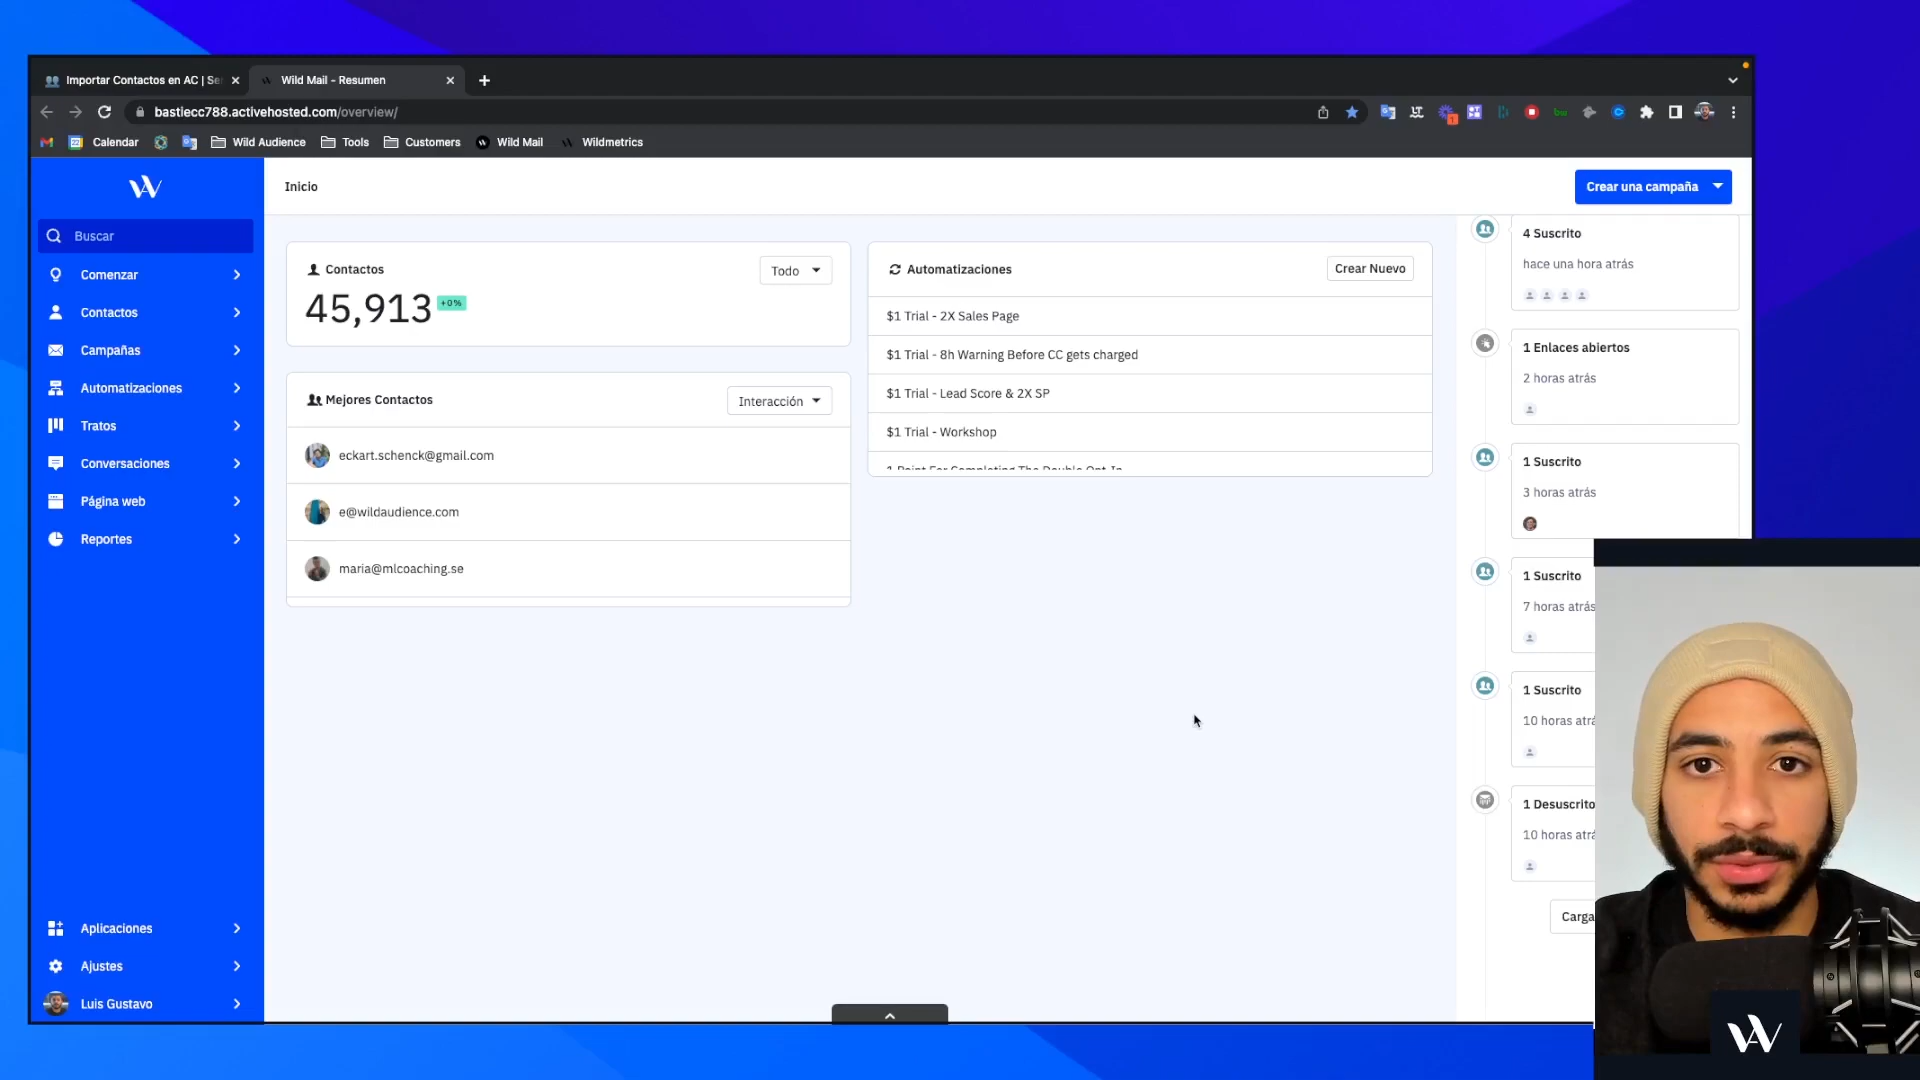 Importar Contactos en AC | Se
Wild Mail - Resumen
bastiecc788.activehosted.com/overview/
Calendar
Wild Audience
Tools
Customers
Wild Mail
Wildmetrics
Inicio
Crear una campaña
Buscar
Comenzar
Contactos
Campañas
Automatizaciones
Tratos
Conversaciones
Página web
Reportes
Aplicaciones
Ajustes
Luis Gustavo
Contactos
Todo
45,913 +0%
Mejores Contactos
Interacción
eckart.schenck@gmail.com
e@wildaudience.com
maria@mlcoaching.se
Automatizaciones
Crear Nuevo
$1 Trial - 2X Sales Page
$1 Trial - 8h Warning Before CC gets charged
$1 Trial - Lead Score & 2X SP
$1 Trial - Workshop
1 Point For Completing The Double Opt-In
4 Suscrito
hace una hora atrás
1 Enlaces abiertos
2 horas atrás
1 Suscrito
3 horas atrás
1 Suscrito
7 horas atrás
1 Suscrito
10 horas atrá
1 Desuscrito
10 horas atrá
Carga